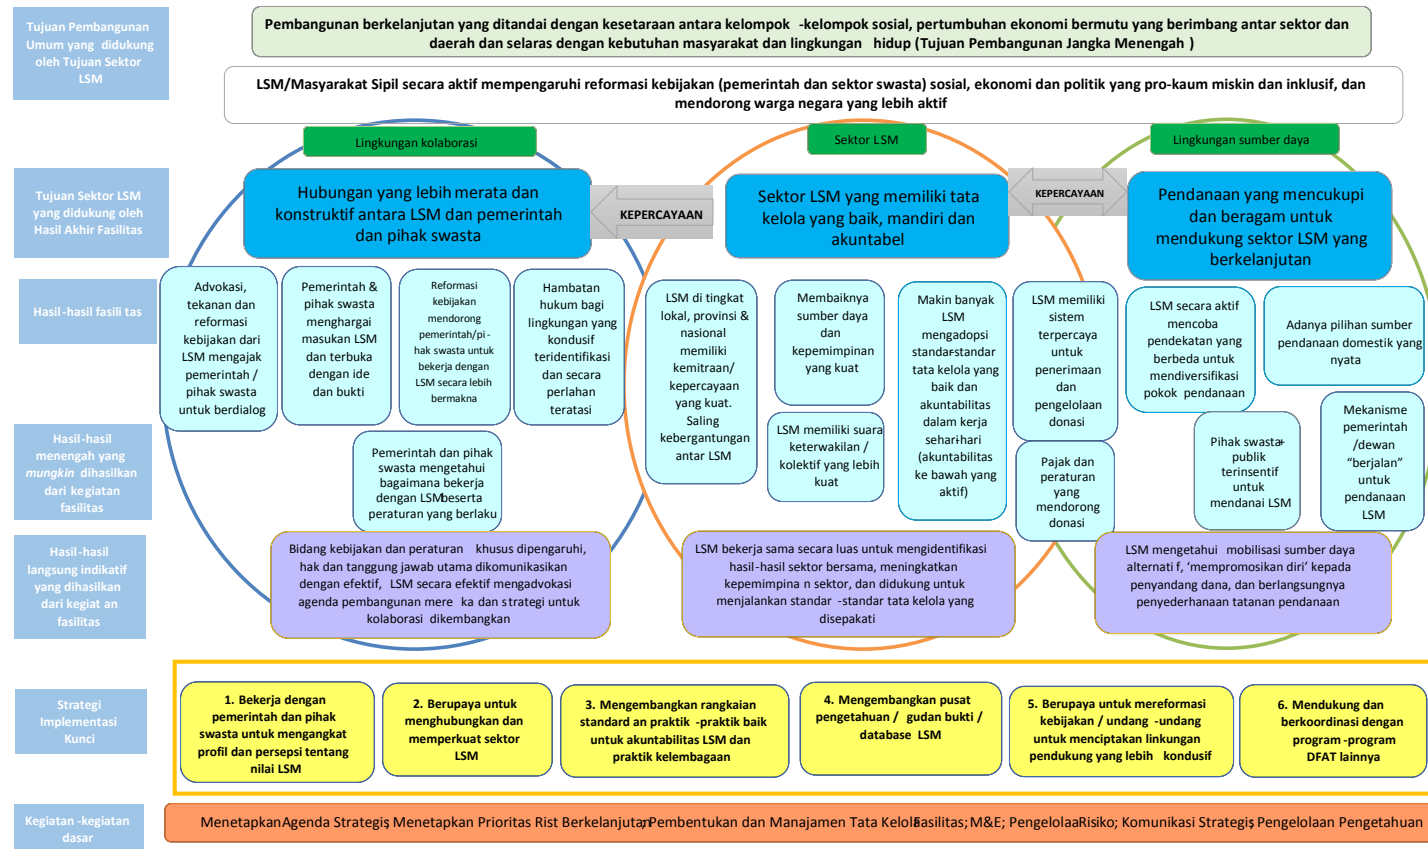 Tujuan Pembangunan
Umum yang didukung
oleh Tujuan Sektor
LSM
Pembangunan berkelanjutan yang ditandai dengan kesetaraan antara kelompok -kelompok sosial, pertumbuhan ekonomi bermutu yang berimbang antar sektor dan
daerah dan selaras dengan kebutuhan masyarakat dan lingkungan hidup (Tujuan Pembangunan Jangka Menengah )
LSM/Masyarakat Sipil secara aktif mempengaruhi reformasi kebijakan (pemerintah dan sektor swasta) sosial, ekonomi dan politik yang pro-kaum miskin dan inklusif, dan
mendorong warga negara yang lebih aktif
Lingkungan kolaborasi
Sektor LSM
Lingkungan sumber daya
Tujuan Sektor LSM
yang didukung oleh
Hasil Akhir Fasilitas
Hubungan yang lebih merata dan
konstruktif antara LSM dan pemerintah
dan pihak swasta
KEPERCAYAAN
Sektor LSM yang memiliki tata
kelola yang baik, mandiri dan
akuntabel
KEPERCAYAAN
Pendanaan yang mencukupi
dan beragam untuk
mendukung sektor LSM yang
berkelanjutan
Hasil-hasil fasili tas
Advokasi,
tekanan dan
reformasi
kebijakan dari
LSM mengajak
pemerintah /
pihak swasta
untuk berdialog
Pemerintah &
pihak swasta
menghargai
masukan LSM
dan terbuka
dengan ide
dan bukti
Reformasi
kebijakan
mendorong
pemerintah/pi -
hak swasta untuk
bekerja dengan
LSM secara lebih
bermakna
Hambatan
hukum bagi
lingkungan yang
kondusif
teridentifikasi
dan secara
perlahan
teratasi
LSM di tingkat
lokal, provinsi &
nasional
memiliki
kemitraan/
kepercayaan
yang kuat.
Saling
kebergantungan
antar LSM
Membaiknya
sumber daya
dan
kepemimpinan
yang kuat
Makin banyak
LSM
mengadopsi
standarstandar
tata kelola yang
baik dan
akuntabilitas
dalam kerja
seharihari
(akuntabilitas
ke bawah yang
aktif)
LSM memiliki
sistem
terpercaya
untuk
penerimaan
dan
pengelolaan
donasi
LSM secara aktif
mencoba
pendekatan yang
berbeda untuk
mendiversifikasi
pokok pendanaan
Adanya pilihan sumber
pendanaan domestik yang
nyata
Hasil-hasil
menengah yang
mungkin dihasilkan
dari kegiatan
fasilitas
Pemerintah dan pihak
swasta mengetahui
bagaimana bekerja
dengan LSMbeserta
peraturan yang berlaku
LSM memiliki suara
keterwakilan /
kolektif yang lebih
kuat
Pajak dan
peraturan
yang
mendorong
donasi
Pihak swasta+
publik
terinsentif
untuk
mendanai LSM
Mekanisme
pemerintah
/dewan
“berjalan”
untuk
pendanaan
LSM
Hasil-hasil
langsung indikatif
yang dihasilkan
dari kegiat an
fasilitas
Bidang kebijakan dan peraturan khusus dipengaruhi,
hak dan tanggung jawab utama dikomunikasikan
dengan efektif, LSM secara efektif mengadvokasi
agenda pembangunan mere ka dan strategi untuk
kolaborasi dikembangkan
LSM bekerja sama secara luas untuk mengidentifikasi
hasil-hasil sektor bersama, meningkatkan
kepemimpina n sektor, and didukung untuk
menjalankan standar -standar tata kelola yang
disepakati
LSM mengetahui mobilisasi sumber daya
alternati f, ‘mempromosikan diri’ kepada
penyandang dana, dan berlangsungnya
penyederhanaan tatanan pendanaan
Strategi
Implementasi
Kunci
1. Bekerja dengan
pemerintah dan pihak
swasta untuk mengangkat
profil dan persepsi tentang
nilai LSM
2. Berupaya untuk
menghubungkan dan
memperkuat sektor
LSM
3. Mengembangkan rangkaian
standard an praktik -praktik baik
untuk akuntabilitas LSM dan
praktik kelembagaan
4. Mengembangkan pusat
pengetahuan / gudan bukti /
database LSM
5. Berupaya untuk mereformasi
kebijakan / undang -undang
untuk menciptakan linkungan
pendukung yang lebih kondusif
6. Mendukung dan
berkoordinasi dengan
program -program
DFAT lainnya
Kegiatan -kegiatan
dasar
MenetapkanAgenda Strategis; Menetapkan Prioritas Rist Berkelanjutan;Pembentukan dan Manajamen Tata KelolaFasilitas; M&E; PengelolaaRisiko; Komunikasi Strategis; Pengelolaan Pengetahuan